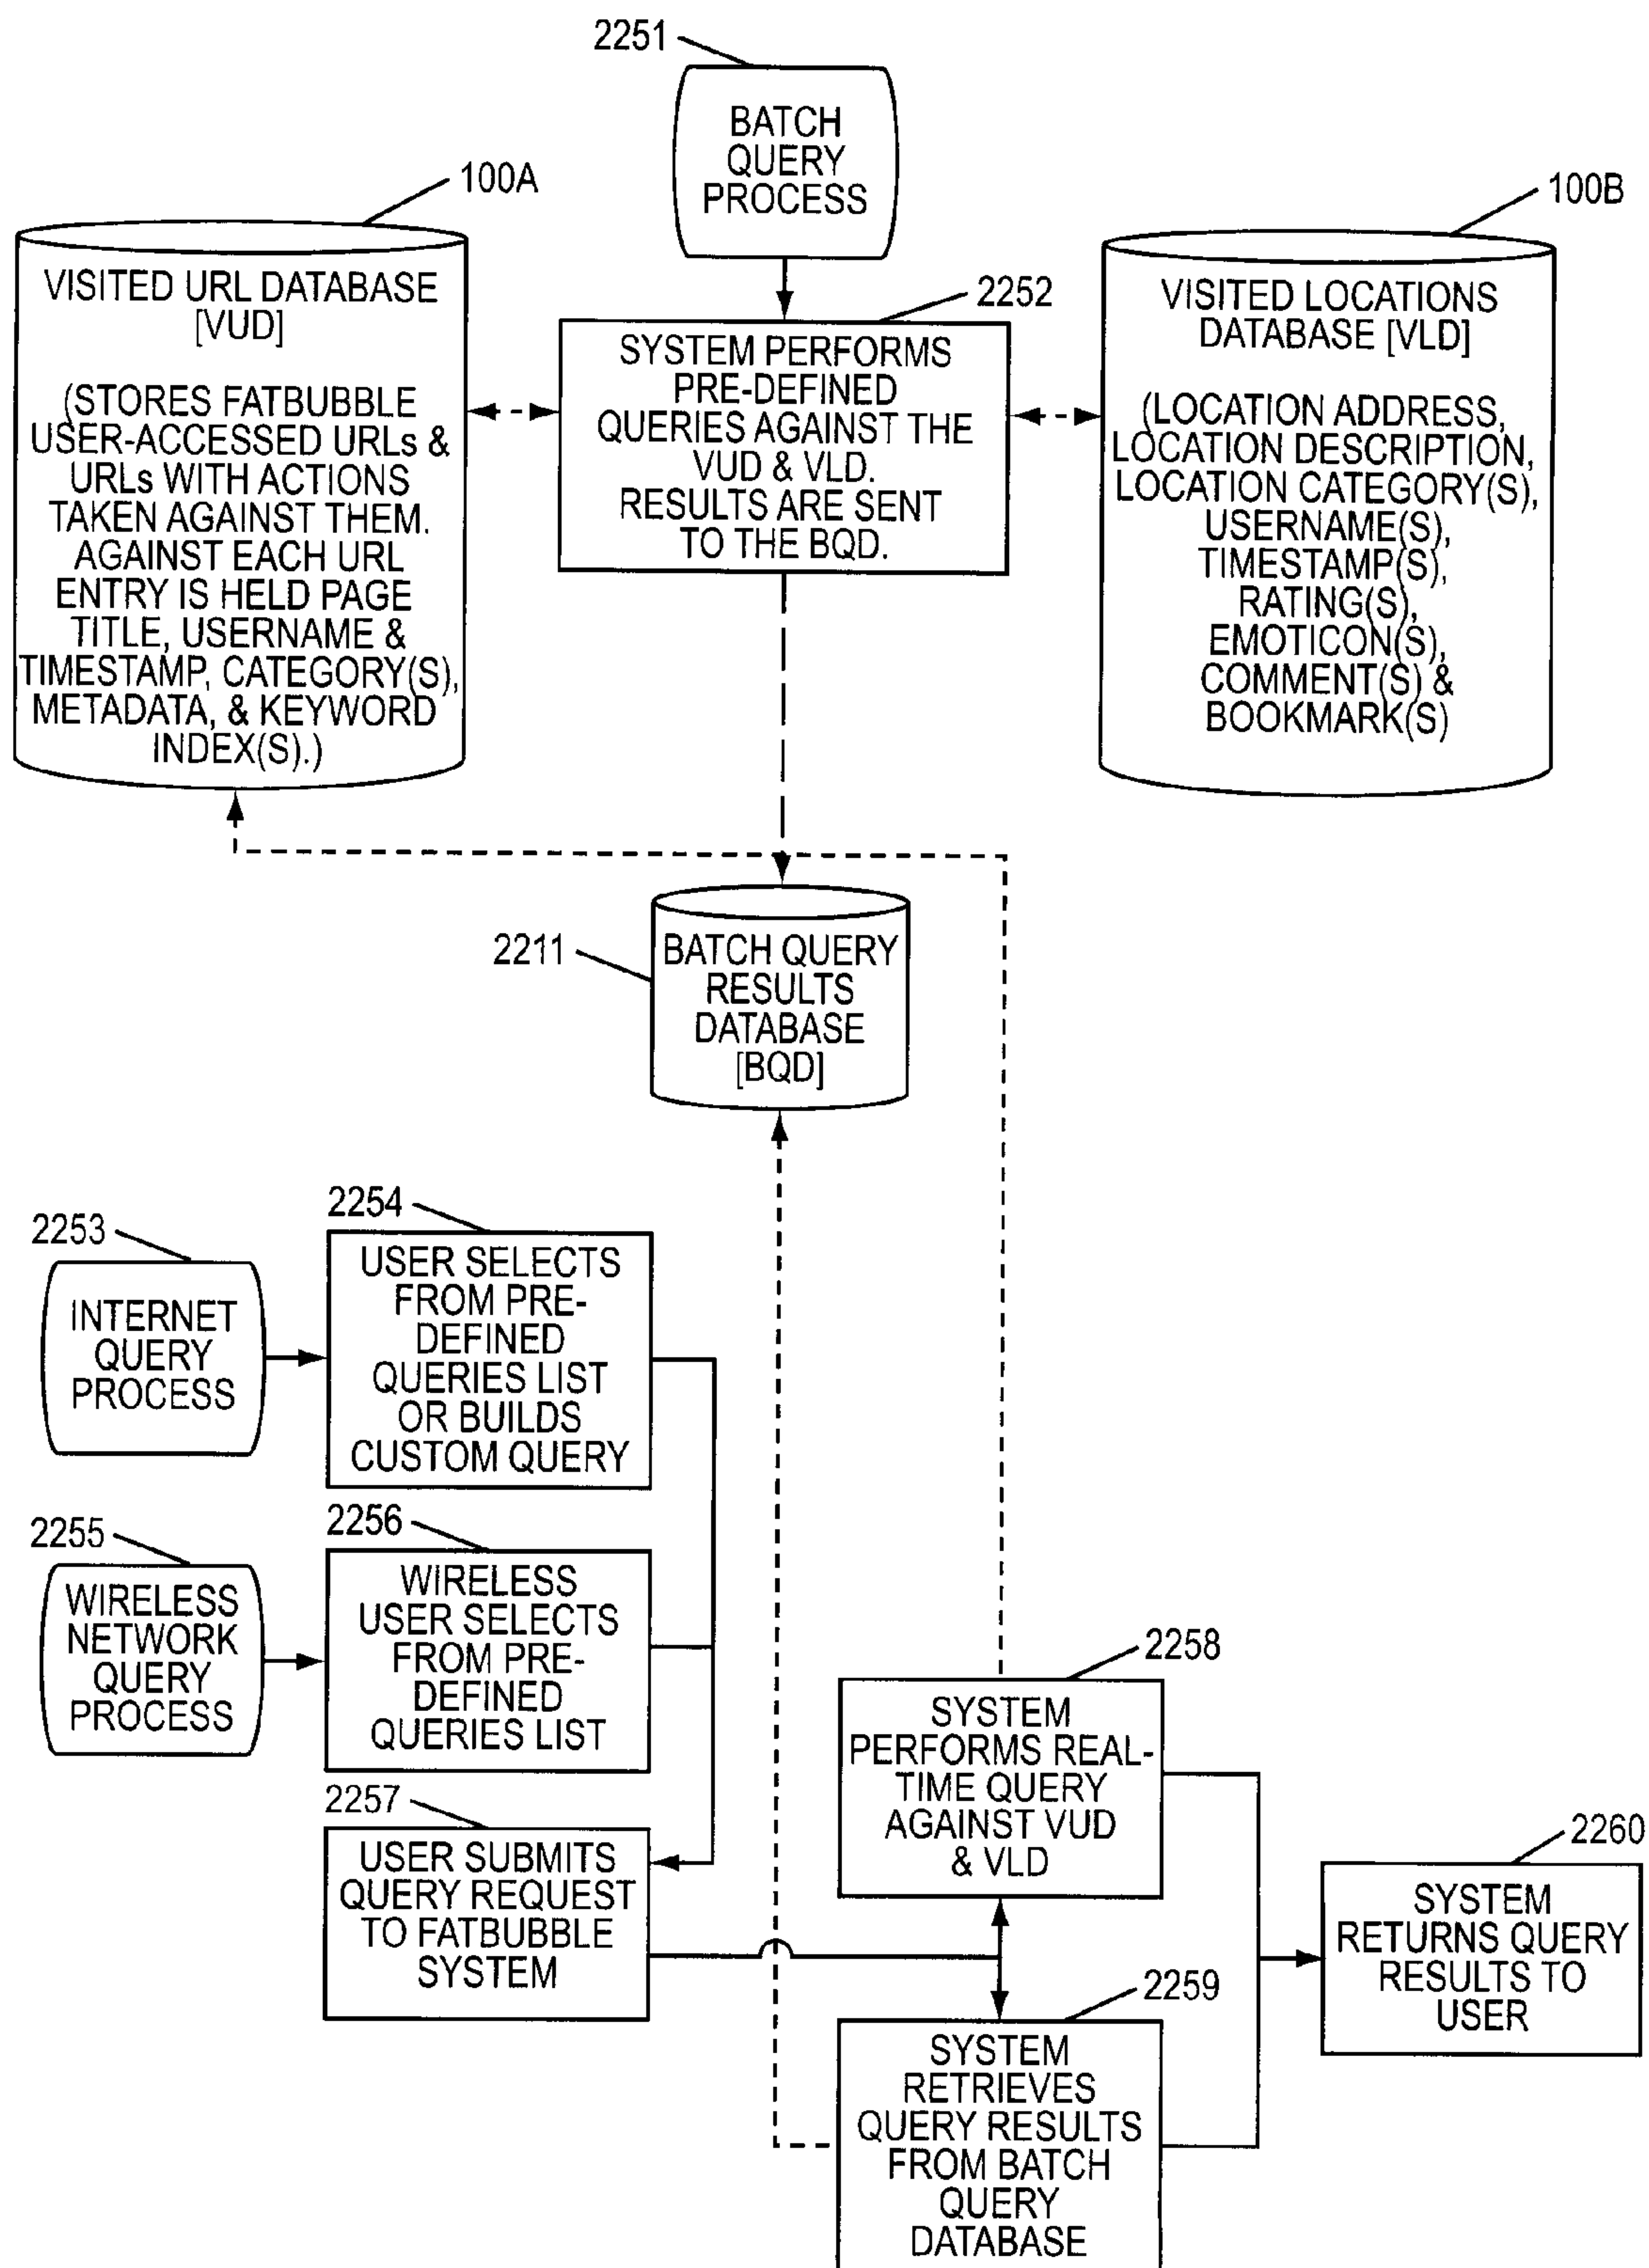 2251
BATCH
QUERY
PROCESS
100A
VISITED URL DATABASE
[VUD]
(STORES FATBUBBLE
USER-ACCESSED URLs &
URLs WITH ACTIONS
TAKEN AGAINST THEM.
AGAINST EACH URL
ENTRY IS HELD PAGE
TITLE, USERNAME &
TIMESTAMP, CATEGORY(S),
METADATA, & KEYWORD
INDEX(S).)
2252
SYSTEM PERFORMS
PRE-DEFINED
QUERIES AGAINST THE
VUD & VLD.
RESULTS ARE SENT
TO THE BQD.
100B
VISITED LOCATIONS
DATABASE [VLD]
(LOCATION ADDRESS,
LOCATION DESCRIPTION,
LOCATION CATEGORY(S),
USERNAME(S),
TIMESTAMP(S),
RATING(S),
EMOTICON(S),
COMMENT(S) &
BOOKMARK(S)
2211
BATCH QUERY
RESULTS
DATABASE
[BQD]
2253
INTERNET
QUERY
PROCESS
2254
USER SELECTS
FROM PRE-
DEFINED
QUERIES LIST
OR BUILDS
CUSTOM QUERY
2255
WIRELESS
NETWORK
QUERY
PROCESS
2256
WIRELESS
USER SELECTS
FROM PRE-
DEFINED
QUERIES LIST
2257
USER SUBMITS
QUERY REQUEST
TO FATBUBBLE
SYSTEM
2258
SYSTEM
PERFORMS REAL-
TIME QUERY
AGAINST VUD
& VLD
2259
SYSTEM
RETRIEVES
QUERY RESULTS
FROM BATCH
QUERY
DATABASE
2260
SYSTEM
RETURNS QUERY
RESULTS TO
USER